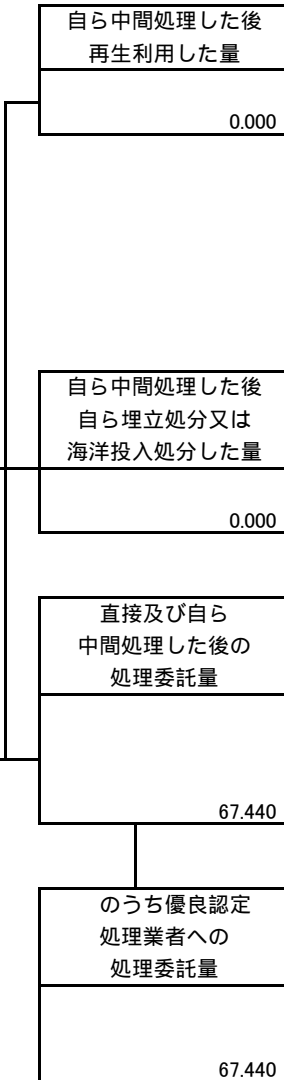 自ら中間処理した後
再生利用した量
0.000
自ら中間処理した後
自ら埋立処分又は
海洋投入処分した量
0.000
直接及び自ら
中間処理した後の
処理委託量
67.440
のうち優良認定
処理業者への
処理委託量
67.440